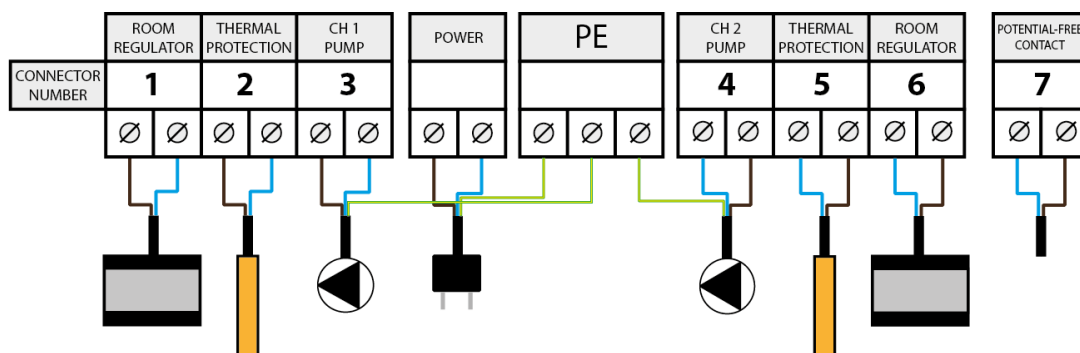 ROOM
REGULATOR
THERMAL
PROTECTION
CH 1
PUMP
POWER
PE
CH 2
PUMP
THERMAL
PROTECTION
ROOM
REGULATOR
POTENTIAL-FREE
CONTACT
CONNECTOR
NUMBER
1
2
3
4
5
6
7